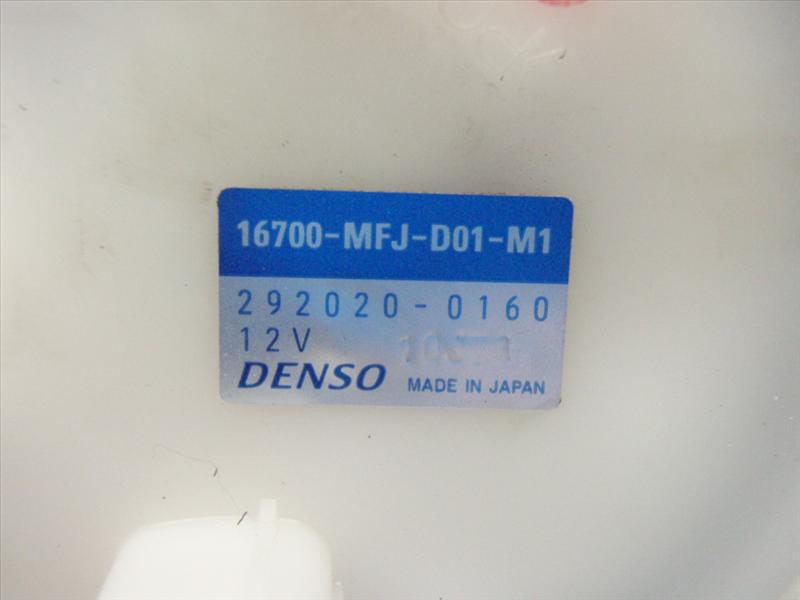 16700-MFJ-D01-M1
292020-0160
12V
DENSO MADE IN JAPAN